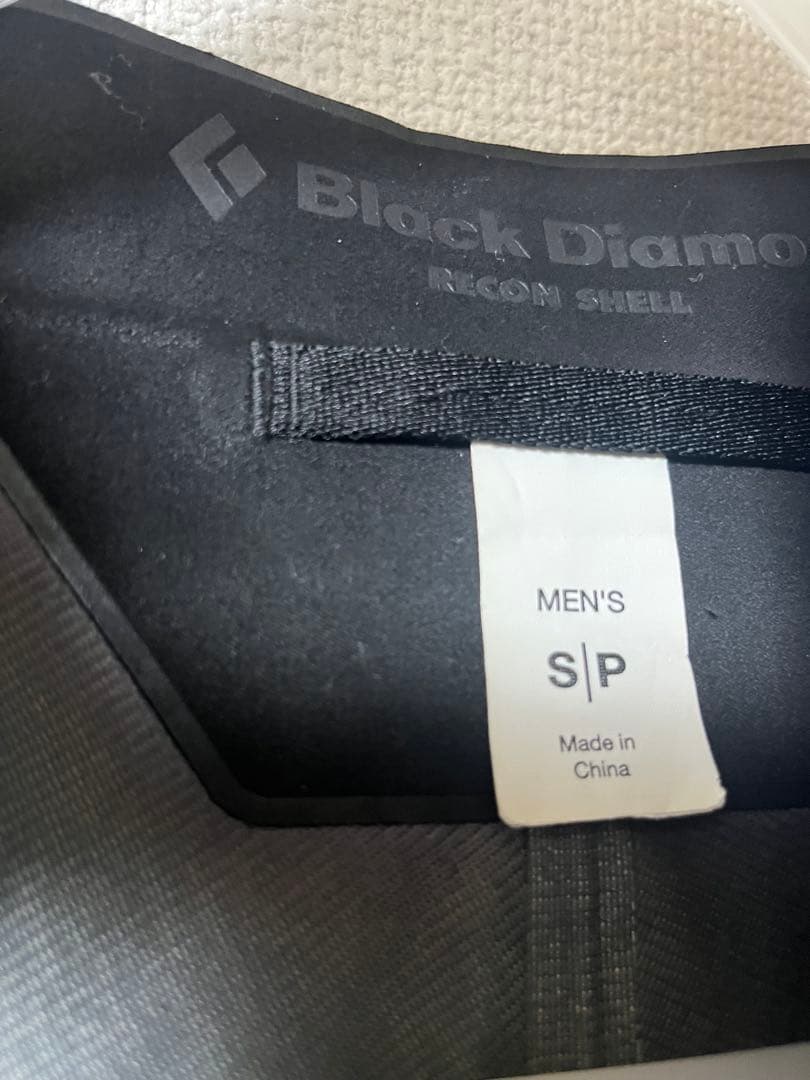 Black Diamo
RECON SHELL
MEN'S
S|P
Made in
China